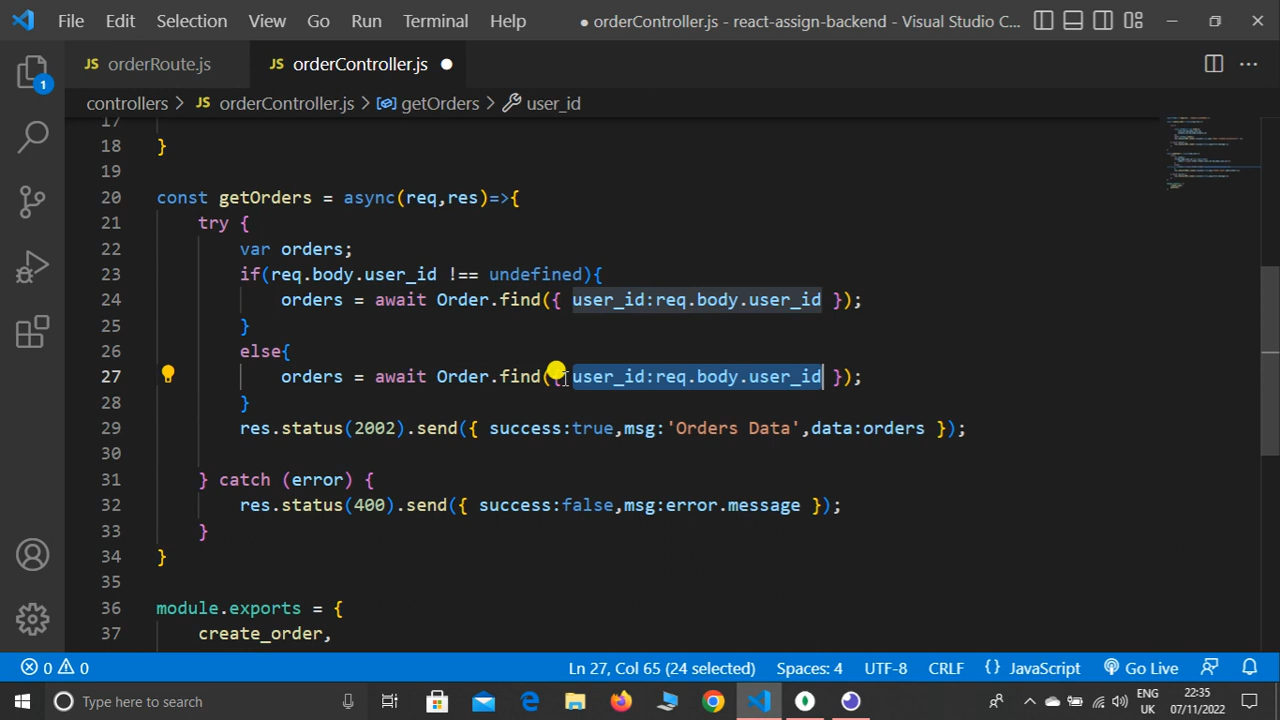 File Edit Selection View Go Run Terminal Help ● orderController.js - react-assign-backend - Visual Studio C...
JS orderRoute.js JS orderController.js ●
controllers > JS orderController.js > getOrders > user_id
17
18 }
19
20 const getOrders = async(req,res)=>{
21 try {
22 var orders;
23 if(req.body.user_id !== undefined){
24 orders = await Order.find({ user_id:req.body.user_id });
25 }
26 else{
27 orders = await Order.find({ user_id:req.body.user_id });
28 }
29 res.status(2002).send({ success:true,msg:'Orders Data',data:orders });
30
31 } catch (error) {
32 res.status(400).send({ success:false,msg:error.message });
33 }
34 }
35
36 module.exports = {
37 create_order,
1
0 0 Ln 27, Col 65 (24 selected) Spaces: 4 UTF-8 CRLF {} JavaScript Go Live
Type here to search ENG UK 22:35 07/11/2022